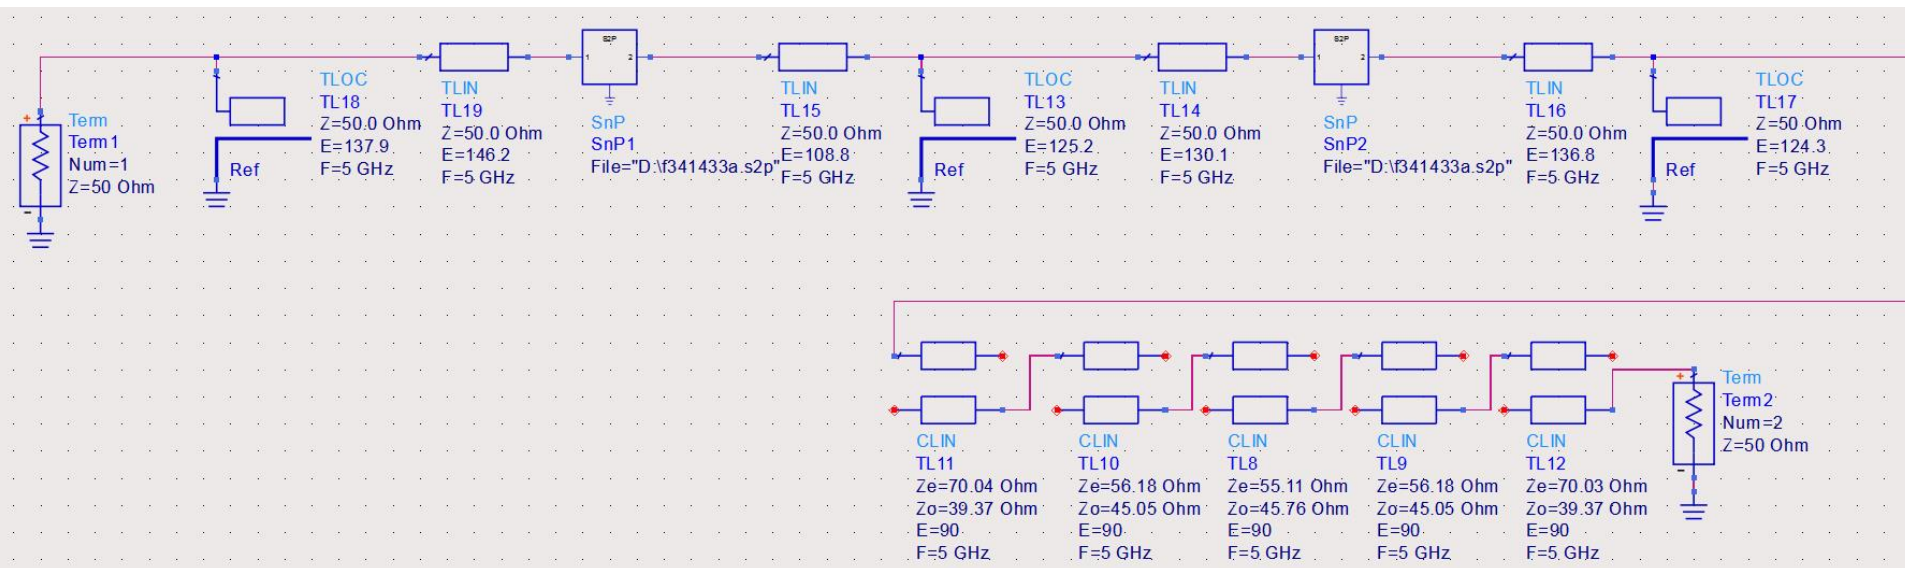 S2P
1
2
S2P
1
2
Term
Term1
Num=1
Z=50 Ohm
Ref
TLOC
TL18
Z=50.0 Ohm
E=137.9
F=5 GHz
TLIN
TL19
Z=50.0 Ohm
E=146.2
F=5 GHz
SnP
SnP1
File="D:\f341433a.s2p"
TLIN
TL15
Z=50.0 Ohm
E=108.8
F=5 GHz
Ref
TLOC
TL13
Z=50.0 Ohm
E=125.2
F=5 GHz
TLIN
TL14
Z=50.0 Ohm
E=130.1
F=5 GHz
SnP
SnP2
File="D:\f341433a.s2p"
TLIN
TL16
Z=50.0 Ohm
E=136.8
F=5 GHz
Ref
TLOC
TL17
Z=50 Ohm
E=124.3
F=5 GHz
CLIN
TL11
Ze=70.04 Ohm
Zo=39.37 Ohm
E=90
F=5 GHz
CLIN
TL10
Ze=56.18 Ohm
Zo=45.05 Ohm
E=90
F=5 GHz
CLIN
TL8
Ze=55.11 Ohm
Zo=45.76 Ohm
E=90
F=5 GHz
CLIN
TL9
Ze=56.18 Ohm
Zo=45.05 Ohm
E=90
F=5 GHz
CLIN
TL12
Ze=70.03 Ohm
Zo=39.37 Ohm
E=90
F=5 GHz
Term
Term2
Num=2
Z=50 Ohm